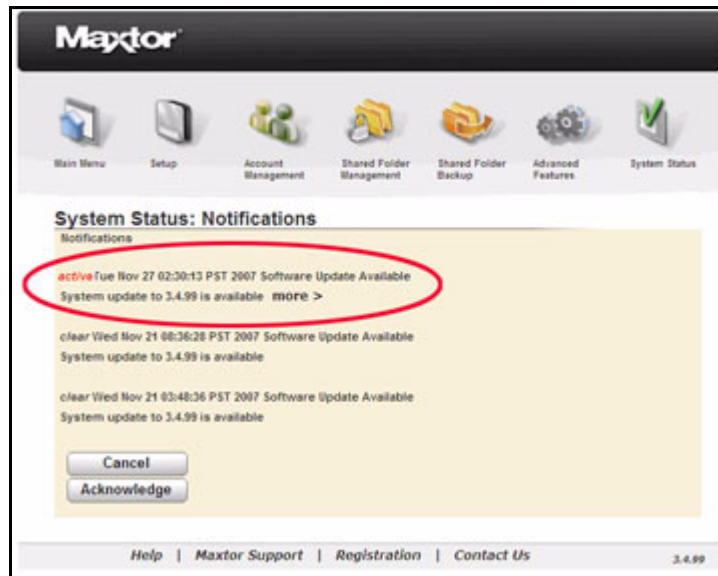 Maxtor
Main Menu
Setup
Account Management
Shared Folder Management
Shared Folder Backup
Advanced Features
System Status
System Status: Notifications
Notifications
active Tue Nov 27 02:30:13 PST 2007 Software Update Available
System update to 3.4.99 is available more >
clear Wed Nov 21 08:36:28 PST 2007 Software Update Available
System update to 3.4.99 is available
clear Wed Nov 21 03:48:36 PST 2007 Software Update Available
System update to 3.4.99 is available
Cancel
Acknowledge
Help | Maxtor Support | Registration | Contact Us
3.4.99